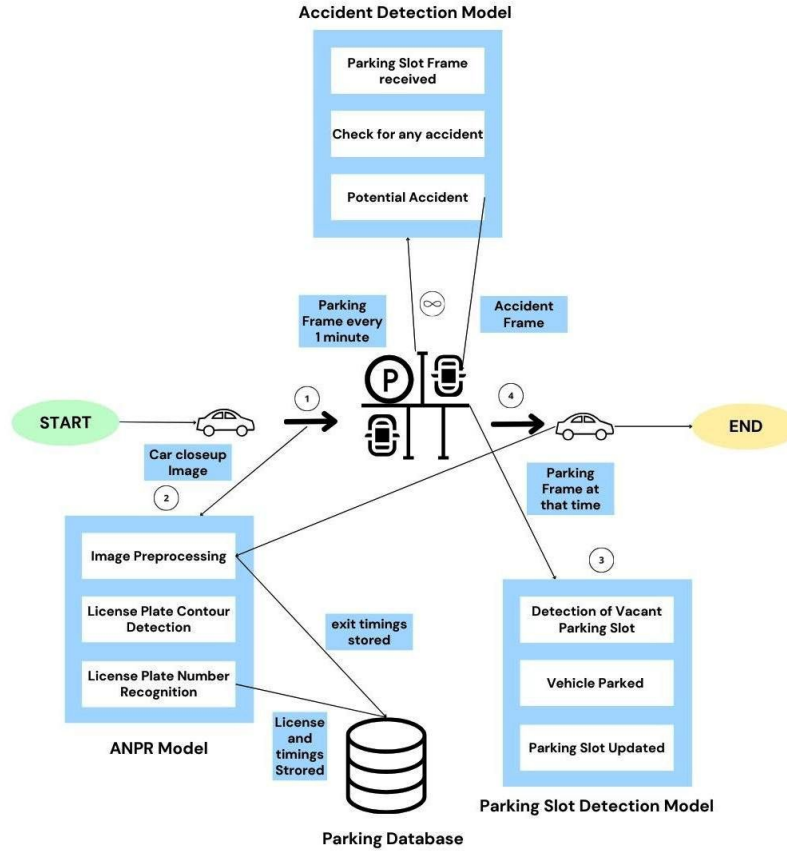 Accident Detection Model
Parking Slot Frame
received
Check for any accident
Potential Accident
Parking
Frame every
1 minute
∞
Accident
Frame
P
START
1
4
END
Car closeup
Image
2
Parking
Frame at
that time
3
Image Preprocessing
License Plate Contour
Detection
License Plate Number
Recognition
ANPR Model
exit timings
stored
License
and
timings
Strored
Parking Database
Detection of Vacant
Parking Slot
Vehicle Parked
Parking Slot Updated
Parking Slot Detection Model